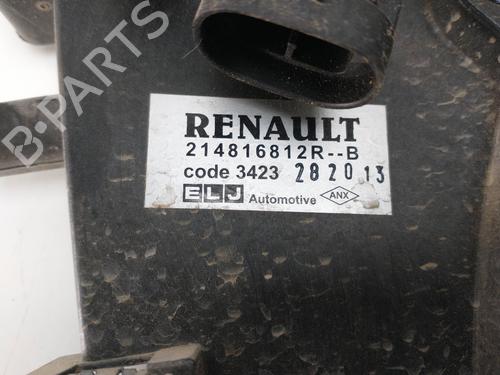 RENAULT
214816812R--B
code 3423 282013
ELJ Automotive ANX
B-PARTS